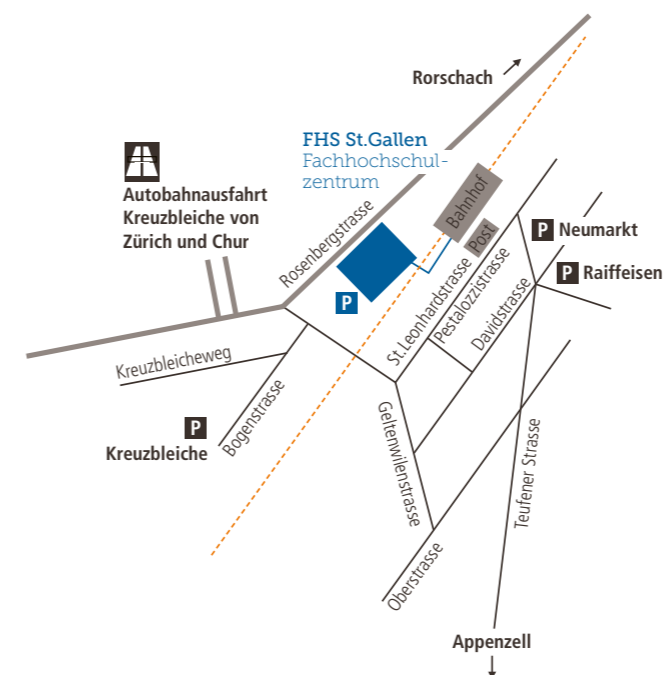 Rorschach
FHS St.Gallen
Fachhochschul-
zentrum
Autobahnausfahrt
Kreuzbleiche von
Zürich und Chur
Bahnhof
Post
Rosenbergstrasse
P Neumarkt
P Raiffeisen
P
St.Leonhardstrasse
Pestalozzistrasse
Davidstrasse
Kreuzbleicheweg
Bogenstrasse
P
Kreuzbleiche
Geltenwilenstrasse
Teufener Strasse
Oberstrasse
Appenzell